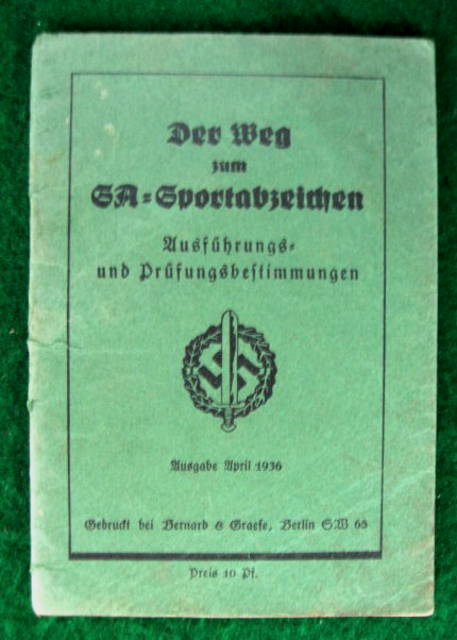 Der Weg
zum
SA-Sportabzeichen
Ausführungs-
und Prüfungsbestimmungen
Ausgabe April 1936
Gedruckt bei Bernard & Graefe, Berlin SW 68
Preis 10 Pf.